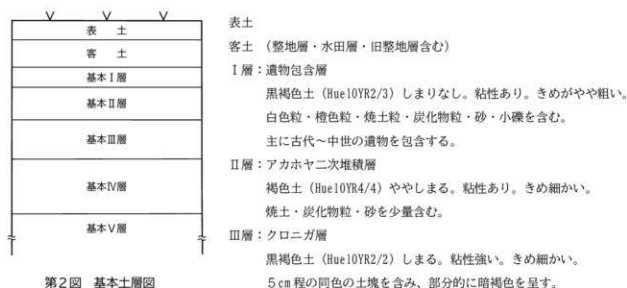 表　土
客　土
基本Ⅰ層
基本Ⅱ層
基本Ⅲ層
基本Ⅳ層
基本Ⅴ層
第２図　基本土層図
表土
客土　（整地層・水田層・旧整地層含む）
Ⅰ層：遺物包含層
黒褐色土（Hue10YR2/3）しまりなし。粘性あり。きめがやや粗い。
白色粒・橙色粒・焼土粒・炭化物粒・砂・小礫を含む。
主に古代～中世の遺物を包含する。
Ⅱ層：アカホヤ二次堆積層
褐色土（Hue10YR4/4）ややしまる。粘性あり。きめ細かい。
焼土・炭化物粒・砂を少量含む。
Ⅲ層：クロニガ層
黒褐色土（Hue10YR2/2）しまる。粘性強い。きめ細かい。
５cm 程の同色の土塊を含み、部分的に暗褐色を呈す。